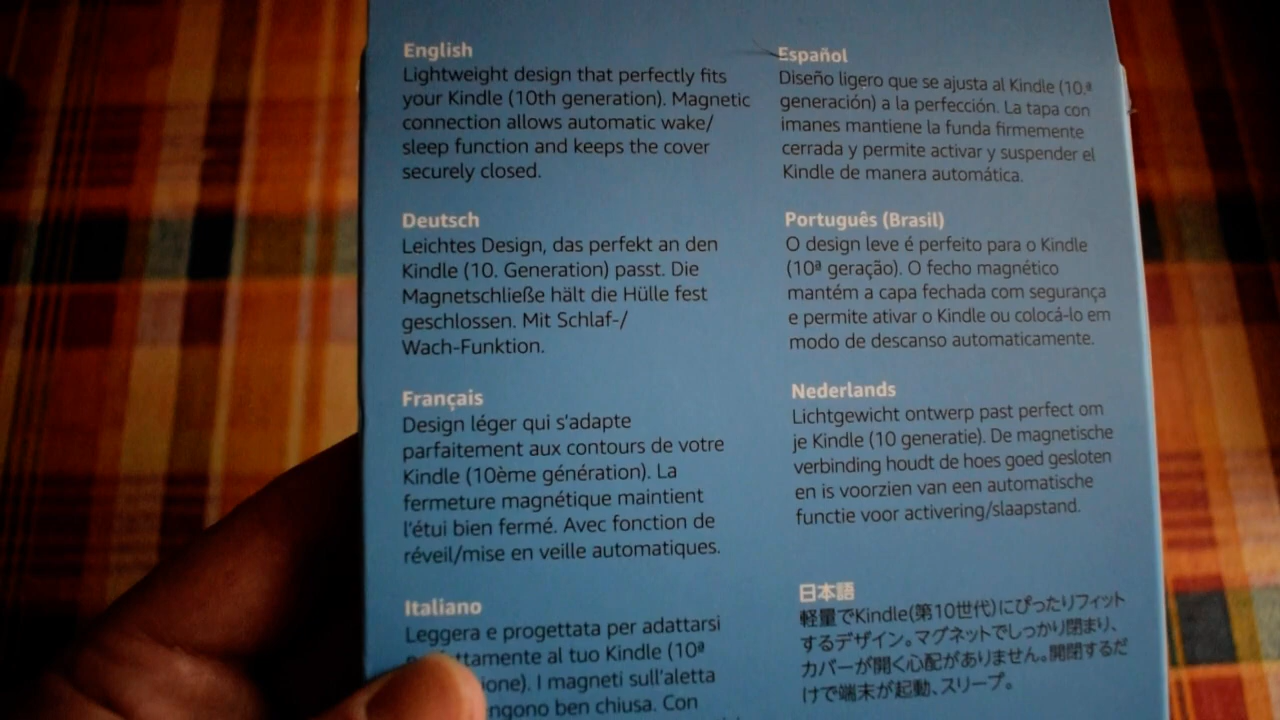 English
Lightweight design that perfectly fits
your Kindle (10th generation). Magnetic
connection allows automatic wake/
sleep function and keeps the cover
securely closed.
Deutsch
Leichtes Design, das perfekt an den
Kindle (10. Generation) passt. Die
Magnetschließe hält die Hülle fest
geschlossen. Mit Schlaf-/
Wach-Funktion.
Français
Design léger qui s'adapte
parfaitement aux contours de votre
Kindle (10ème génération). La
fermeture magnétique maintient
l'étui bien fermé. Avec fonction de
réveil/mise en veille automatiques.
Italiano
Leggera e progettata per adattarsi
al tuo Kindle (10ª
I magneti sull'aletta
ben chiusa. Con
Español
Diseño ligero que se ajusta al Kindle (10.ª
generación) a la perfección. La tapa con
imanes mantiene la funda firmemente
cerrada y permite activar y suspender el
Kindle de manera automática.
Português (Brasil)
O design leve é perfeito para o Kindle
(10ª geração). O fecho magnético
mantém a capa fechada com segurança
e permite ativar o Kindle ou colocá-lo em
modo de descanso automaticamente.
Nederlands
Lichtgewicht ontwerp past perfect om
je Kindle (10 generatie). De magnetische
verbinding houdt de hoes goed gesloten
en is voorzien van een automatische
functie voor activering/slaapstand.
日本語
軽量でKindle(第10世代)にぴったりフィット
するデザイン。マグネットでしっかり閉まり、
カバーが開く心配がありません。開閉するだ
けで端末が起動、スリープ。